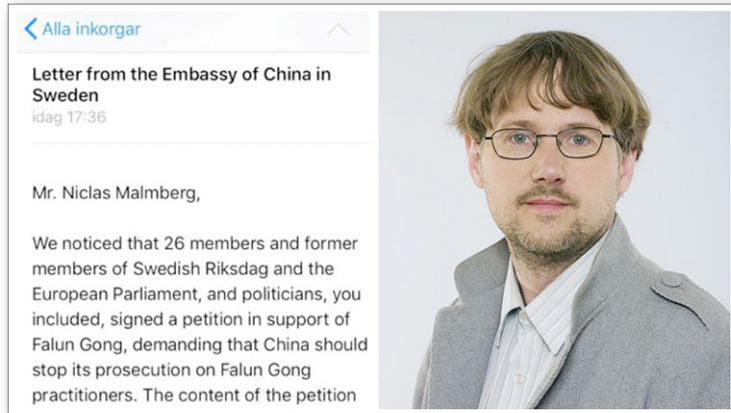 Alla inkorgar
Letter from the Embassy of China in
Sweden
idag 17:36
Mr. Niclas Malmberg,
We noticed that 26 members and former
members of Swedish Riksdag and the
European Parliament, and politicians, you
included, signed a petition in support of
Falun Gong, demanding that China should
stop its prosecution on Falun Gong
practitioners. The content of the petition